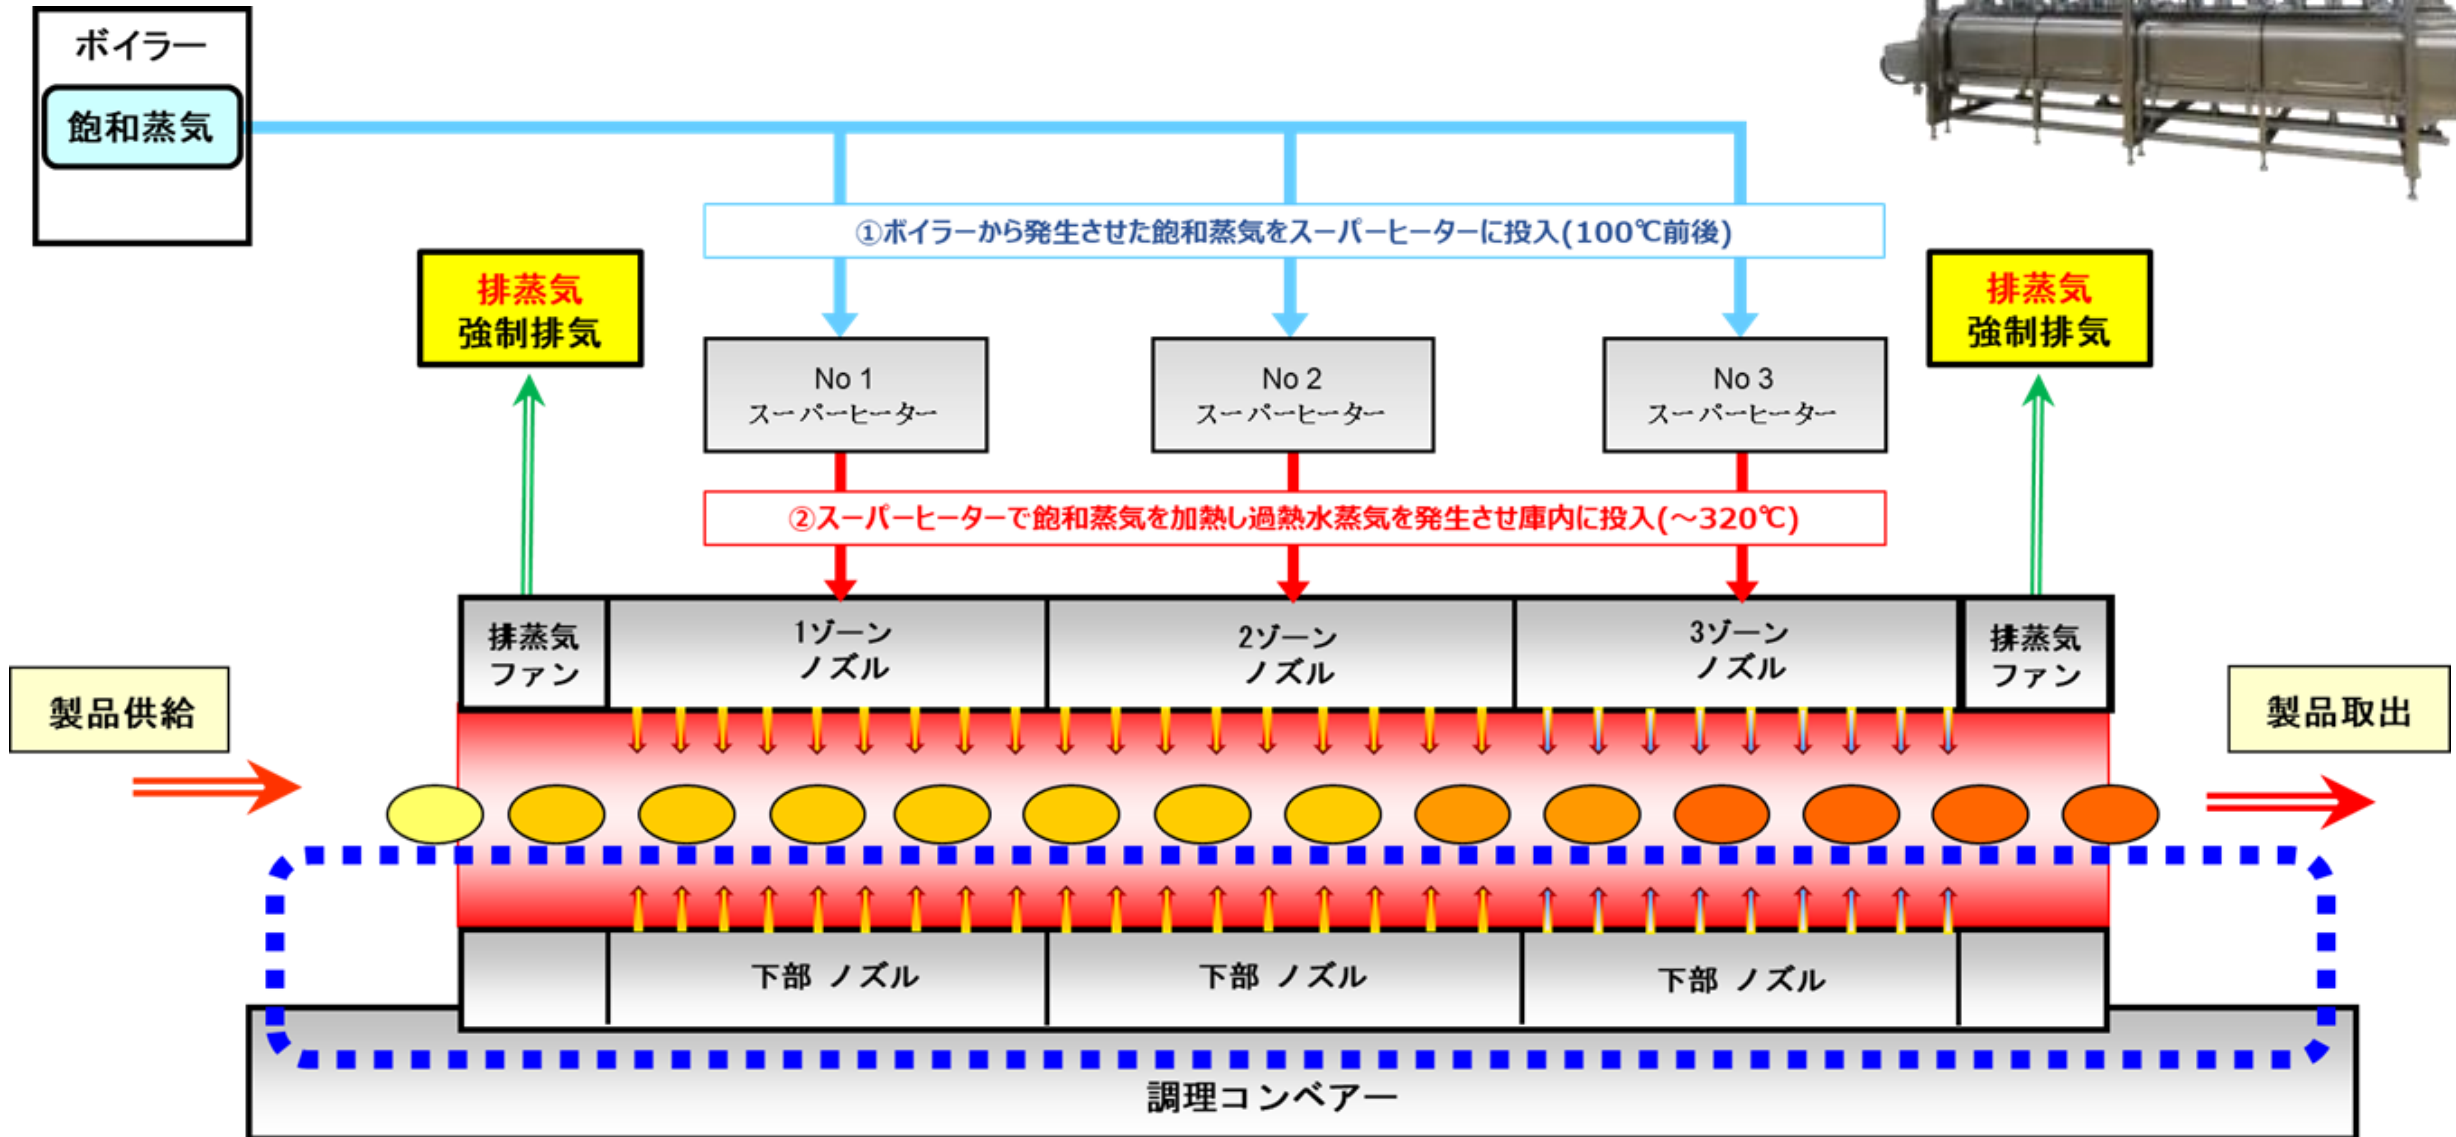 ボイラー
飽和蒸気
①ボイラーから発生させた飽和蒸気をスーパーヒーターに投入(100℃前後)
排蒸気
強制排気
排蒸気
強制排気
No 1
スーパーヒーター
No 2
スーパーヒーター
No 3
スーパーヒーター
②スーパーヒーターで飽和蒸気を加熱し過熱水蒸気を発生させ庫内に投入(～320℃)
排蒸気
ファン
1ゾーン
ノズル
2ゾーン
ノズル
3ゾーン
ノズル
排蒸気
ファン
製品供給
製品取出
下部 ノズル
下部 ノズル
下部 ノズル
調理コンベアー